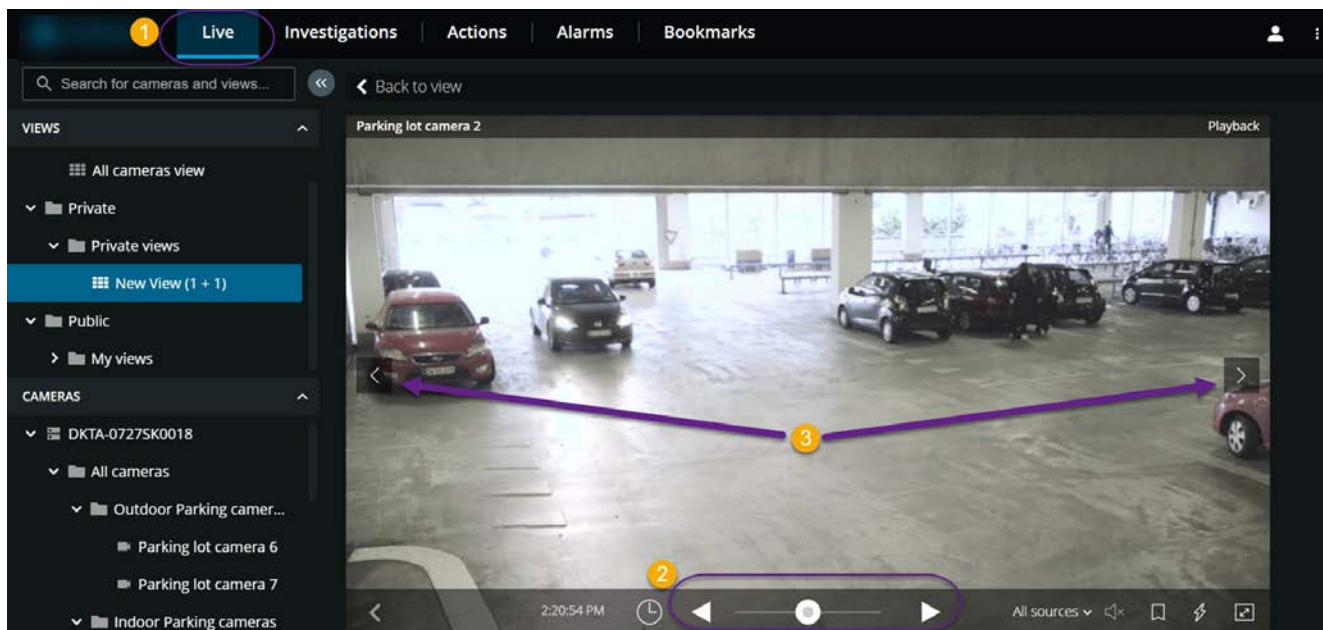 1
Live
Investigations
Actions
Alarms
Bookmarks
Search for cameras and views...
Back to view
VIEWS
All cameras view
Private
Private views
New View (1 + 1)
Public
My views
CAMERAS
DKTA-0727SK0018
All cameras
Outdoor Parking camer...
Parking lot camera 6
Parking lot camera 7
Indoor Parking cameras
Parking lot camera 2
Playback
3
2
2:20:54 PM
All sources